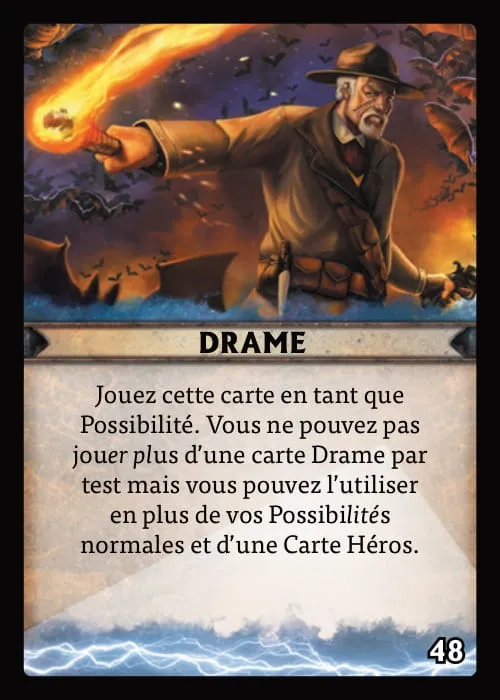 DRAME
Jouez cette carte en tant que
Possibilité. Vous ne pouvez pas
jouer plus d'une carte Drame par
test mais vous pouvez l'utiliser
en plus de vos Possibilités
normales et d'une Carte Héros.
48